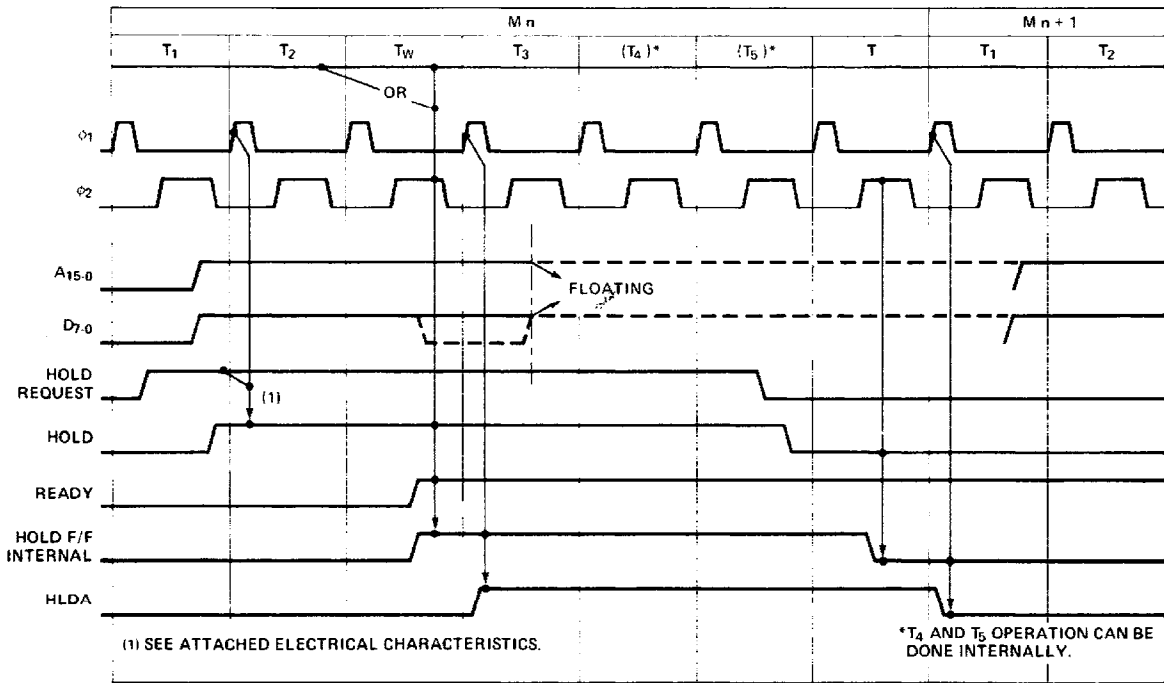 Mn Mn + 1
T1 T2 TW T3 (T4)* (T5)* T T1 T2
OR
φ1
φ2
A15-0
FLOATING
D7-0
HOLD
REQUEST
(1)
HOLD
READY
HOLD F/F
INTERNAL
HLDA
(1) SEE ATTACHED ELECTRICAL CHARACTERISTICS.
*T4 AND T5 OPERATION CAN BE
DONE INTERNALLY.